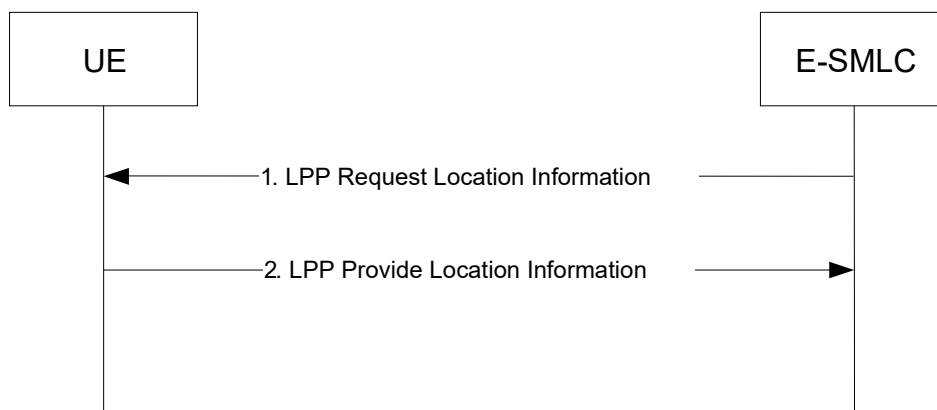 UE
E-SMLC
1. LPP Request Location Information
2. LPP Provide Location Information